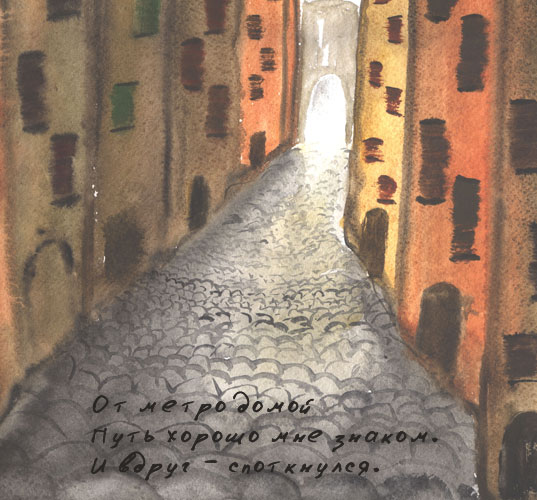 От метро домой
Путь хорошо мне знаком.
И вдруг – споткнулся.